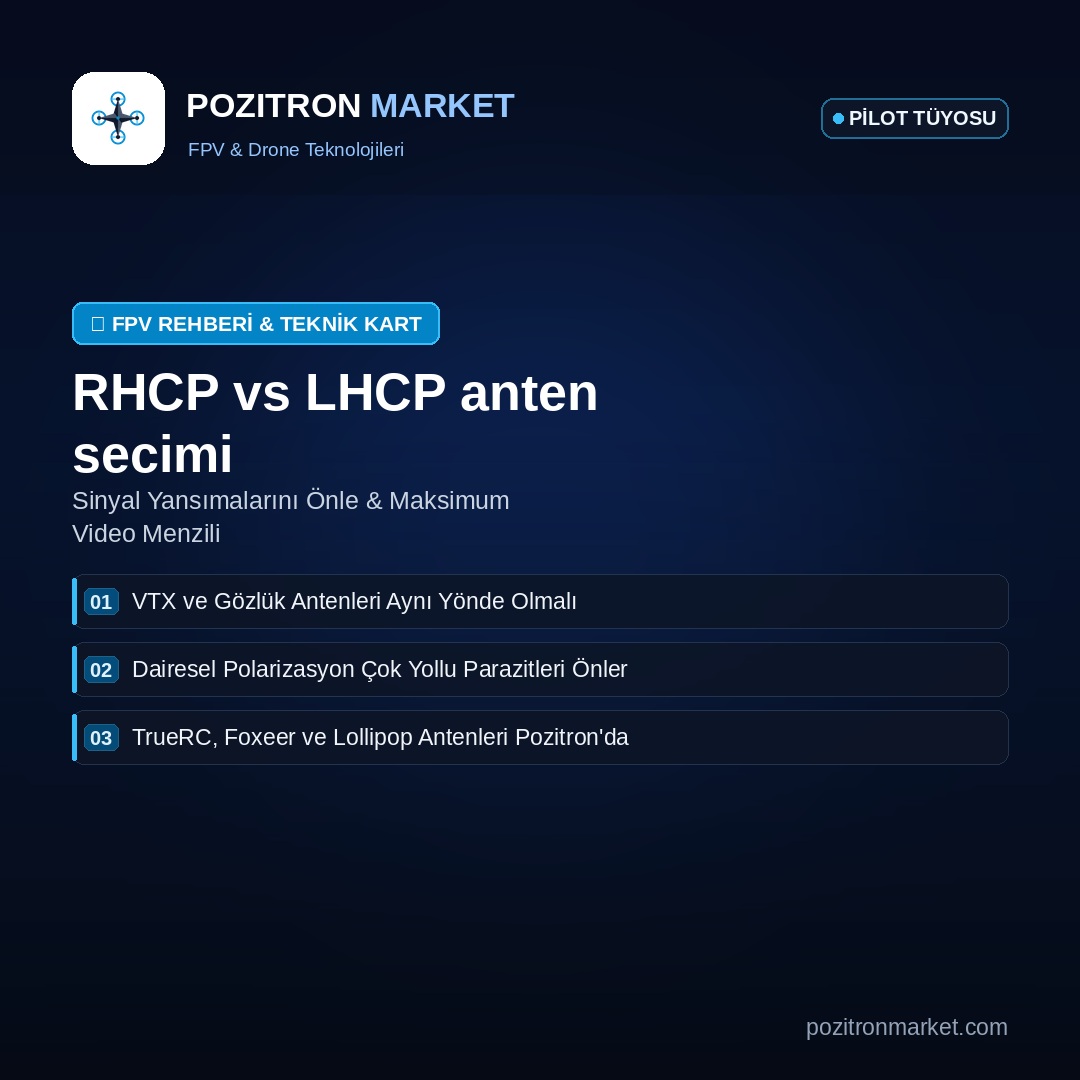 POZITRON MARKET
FPV & Drone Teknolojileri
PİLOT TÜYOSU
FPV REHBERİ & TEKNİK KART
RHCP vs LHCP anten
secimi
Sinyal Yansımalarını Önle & Maksimum
Video Menzili
01 VTX ve Gözlük Antenleri Aynı Yönde Olmalı
02 Dairesel Polarizasyon Çok Yollu Parazitleri Önler
03 TrueRC, Foxeer ve Lollipop Antenleri Pozitron'da
pozitronmarket.com